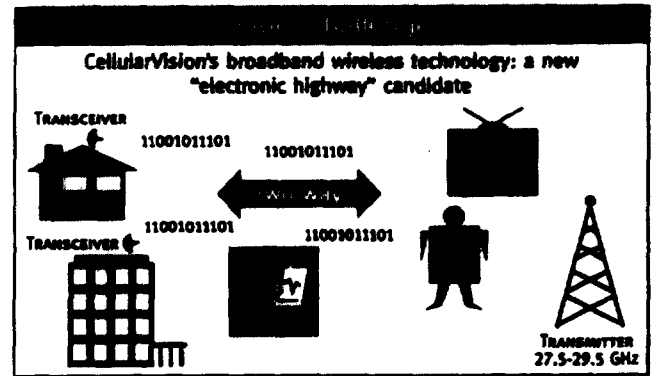 CellularVision's broadband wireless technology: a new
"electronic highway" candidate
TRANSCEIVER
11001011101
11001011101
TRANSCEIVER
11001011101
11001011101
TRANSMITTER
27.5-29.5 GHz